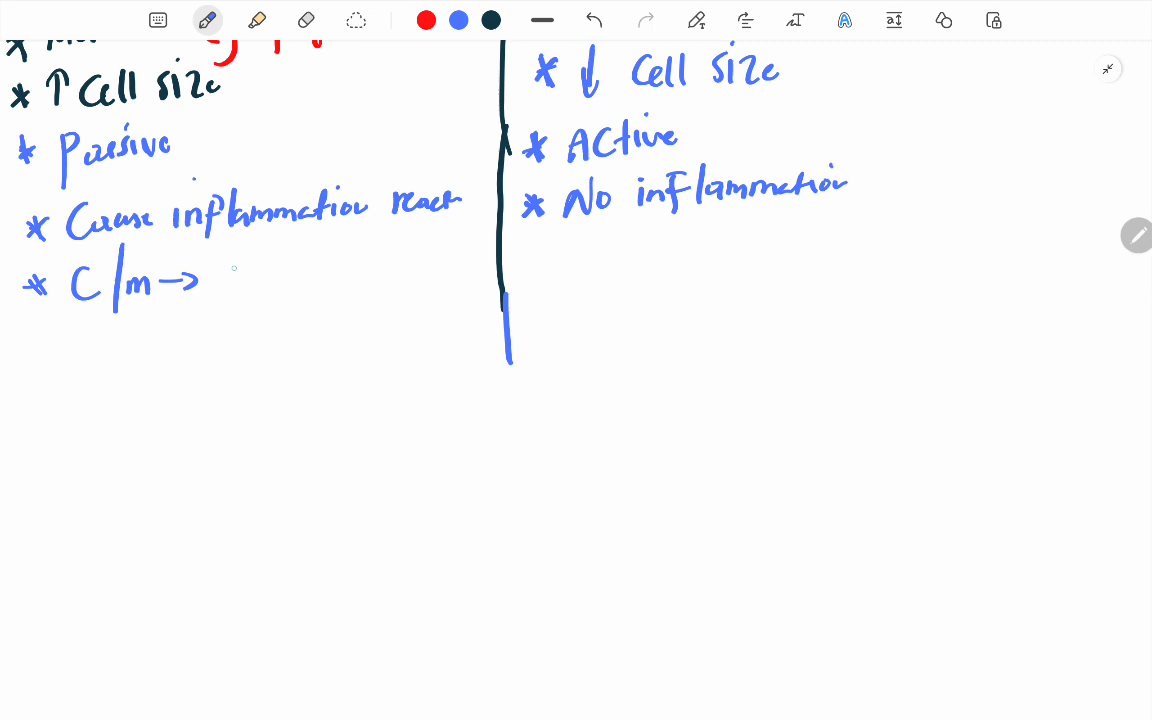 * ↑ Cell size
* Passive
* Cause inflammation react
* C/m →
* ↓ Cell size
* Active
* No inflammation